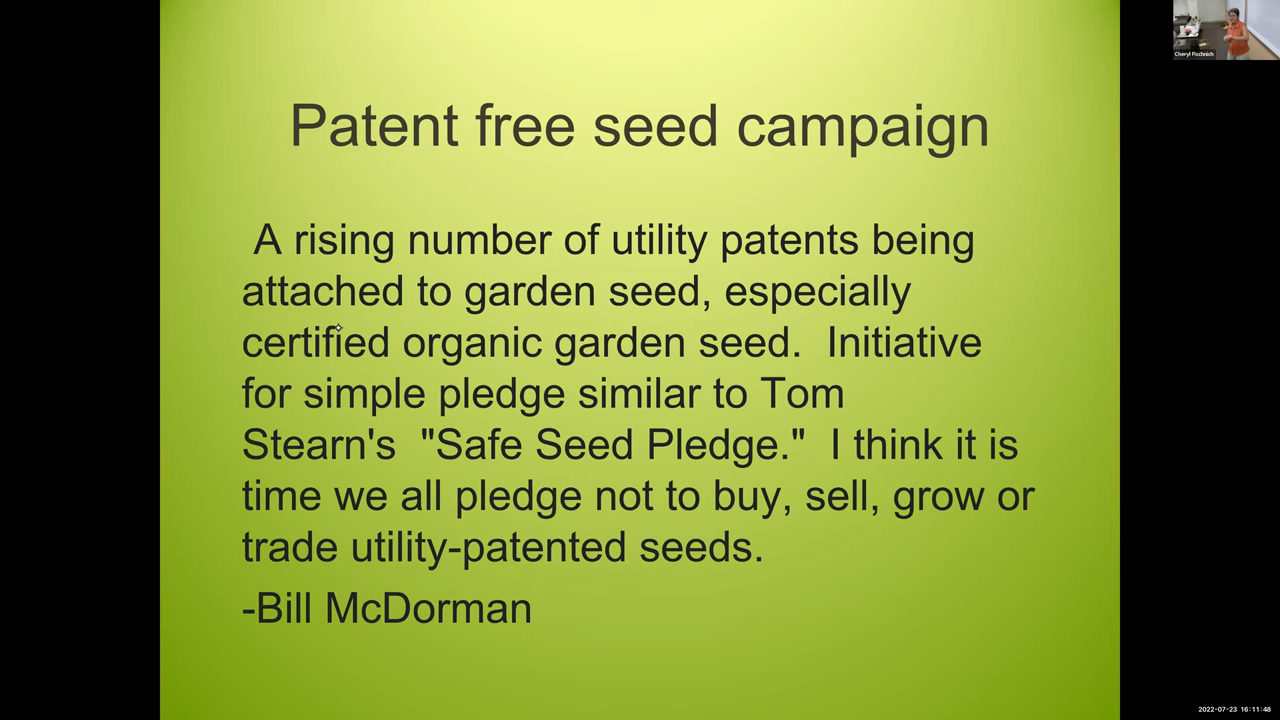 Cheryl Fischnich
Patent free seed campaign
A rising number of utility patents being
attached to garden seed, especially
certified organic garden seed.  Initiative
for simple pledge similar to Tom
Stearn's  "Safe Seed Pledge."  I think it is
time we all pledge not to buy, sell, grow or
trade utility-patented seeds.
-Bill McDorman
2022-07-23 16:11:48